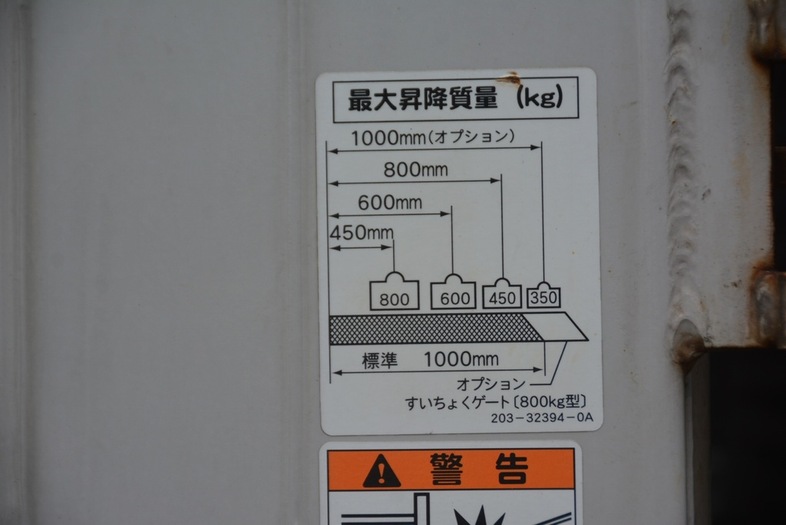 最大昇降質量 (kg)
1000mm(オプション)
800mm
600mm
450mm
800 600 450 350
標準 1000mm
オプション
すいちょくゲート〔800kg型〕
203-32394-0A
警告